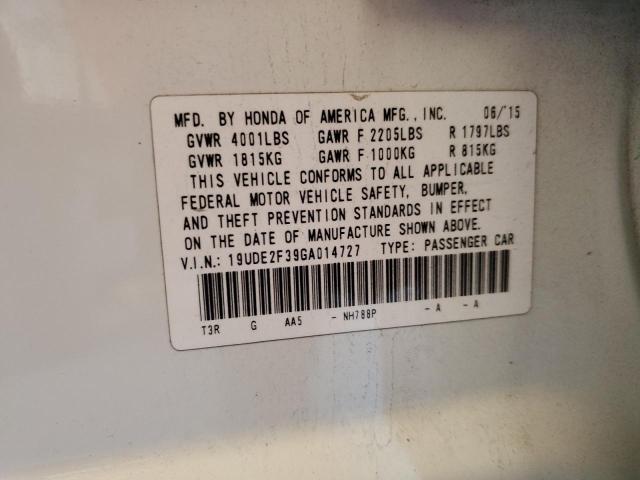 MFD. BY HONDA OF AMERICA MFG., INC. 06/'15
GVWR 4001LBS GAWR F 2205LBS R 1797LBS
GVWR 1815KG GAWR F 1000KG R 815KG
THIS VEHICLE CONFORMS TO ALL APPLICABLE
FEDERAL MOTOR VEHICLE SAFETY, BUMPER,
AND THEFT PREVENTION STANDARDS IN EFFECT
ON THE DATE OF MANUFACTURE SHOWN ABOVE.
V.I.N.: 19UDE2F39GA014727 TYPE: PASSENGER CAR
T3R G AA5 - NH788P - A - A